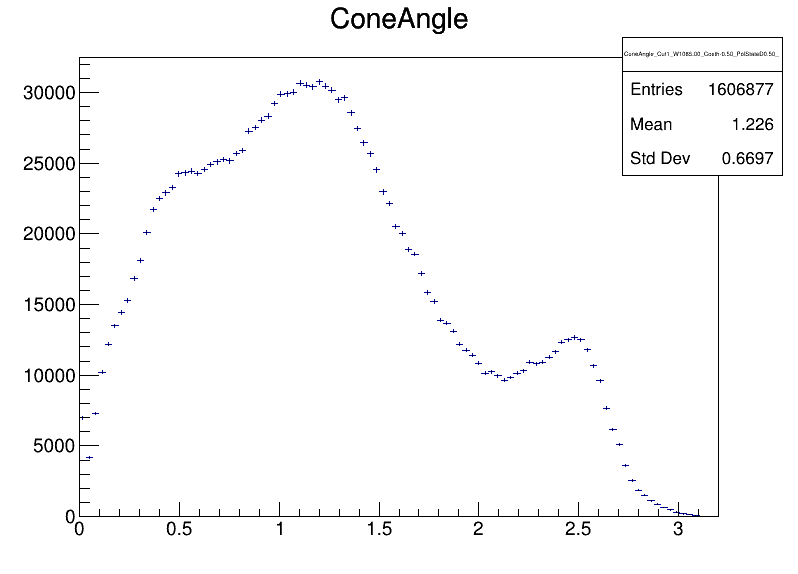 ConeAngle
ConeAngle_Cut1_W1085.00_Costh-0.50_PolStateD0.50_
Entries 1606877
Mean 1.226
Std Dev 0.6697
30000
25000
20000
15000
10000
5000
0
0 0.5 1 1.5 2 2.5 3